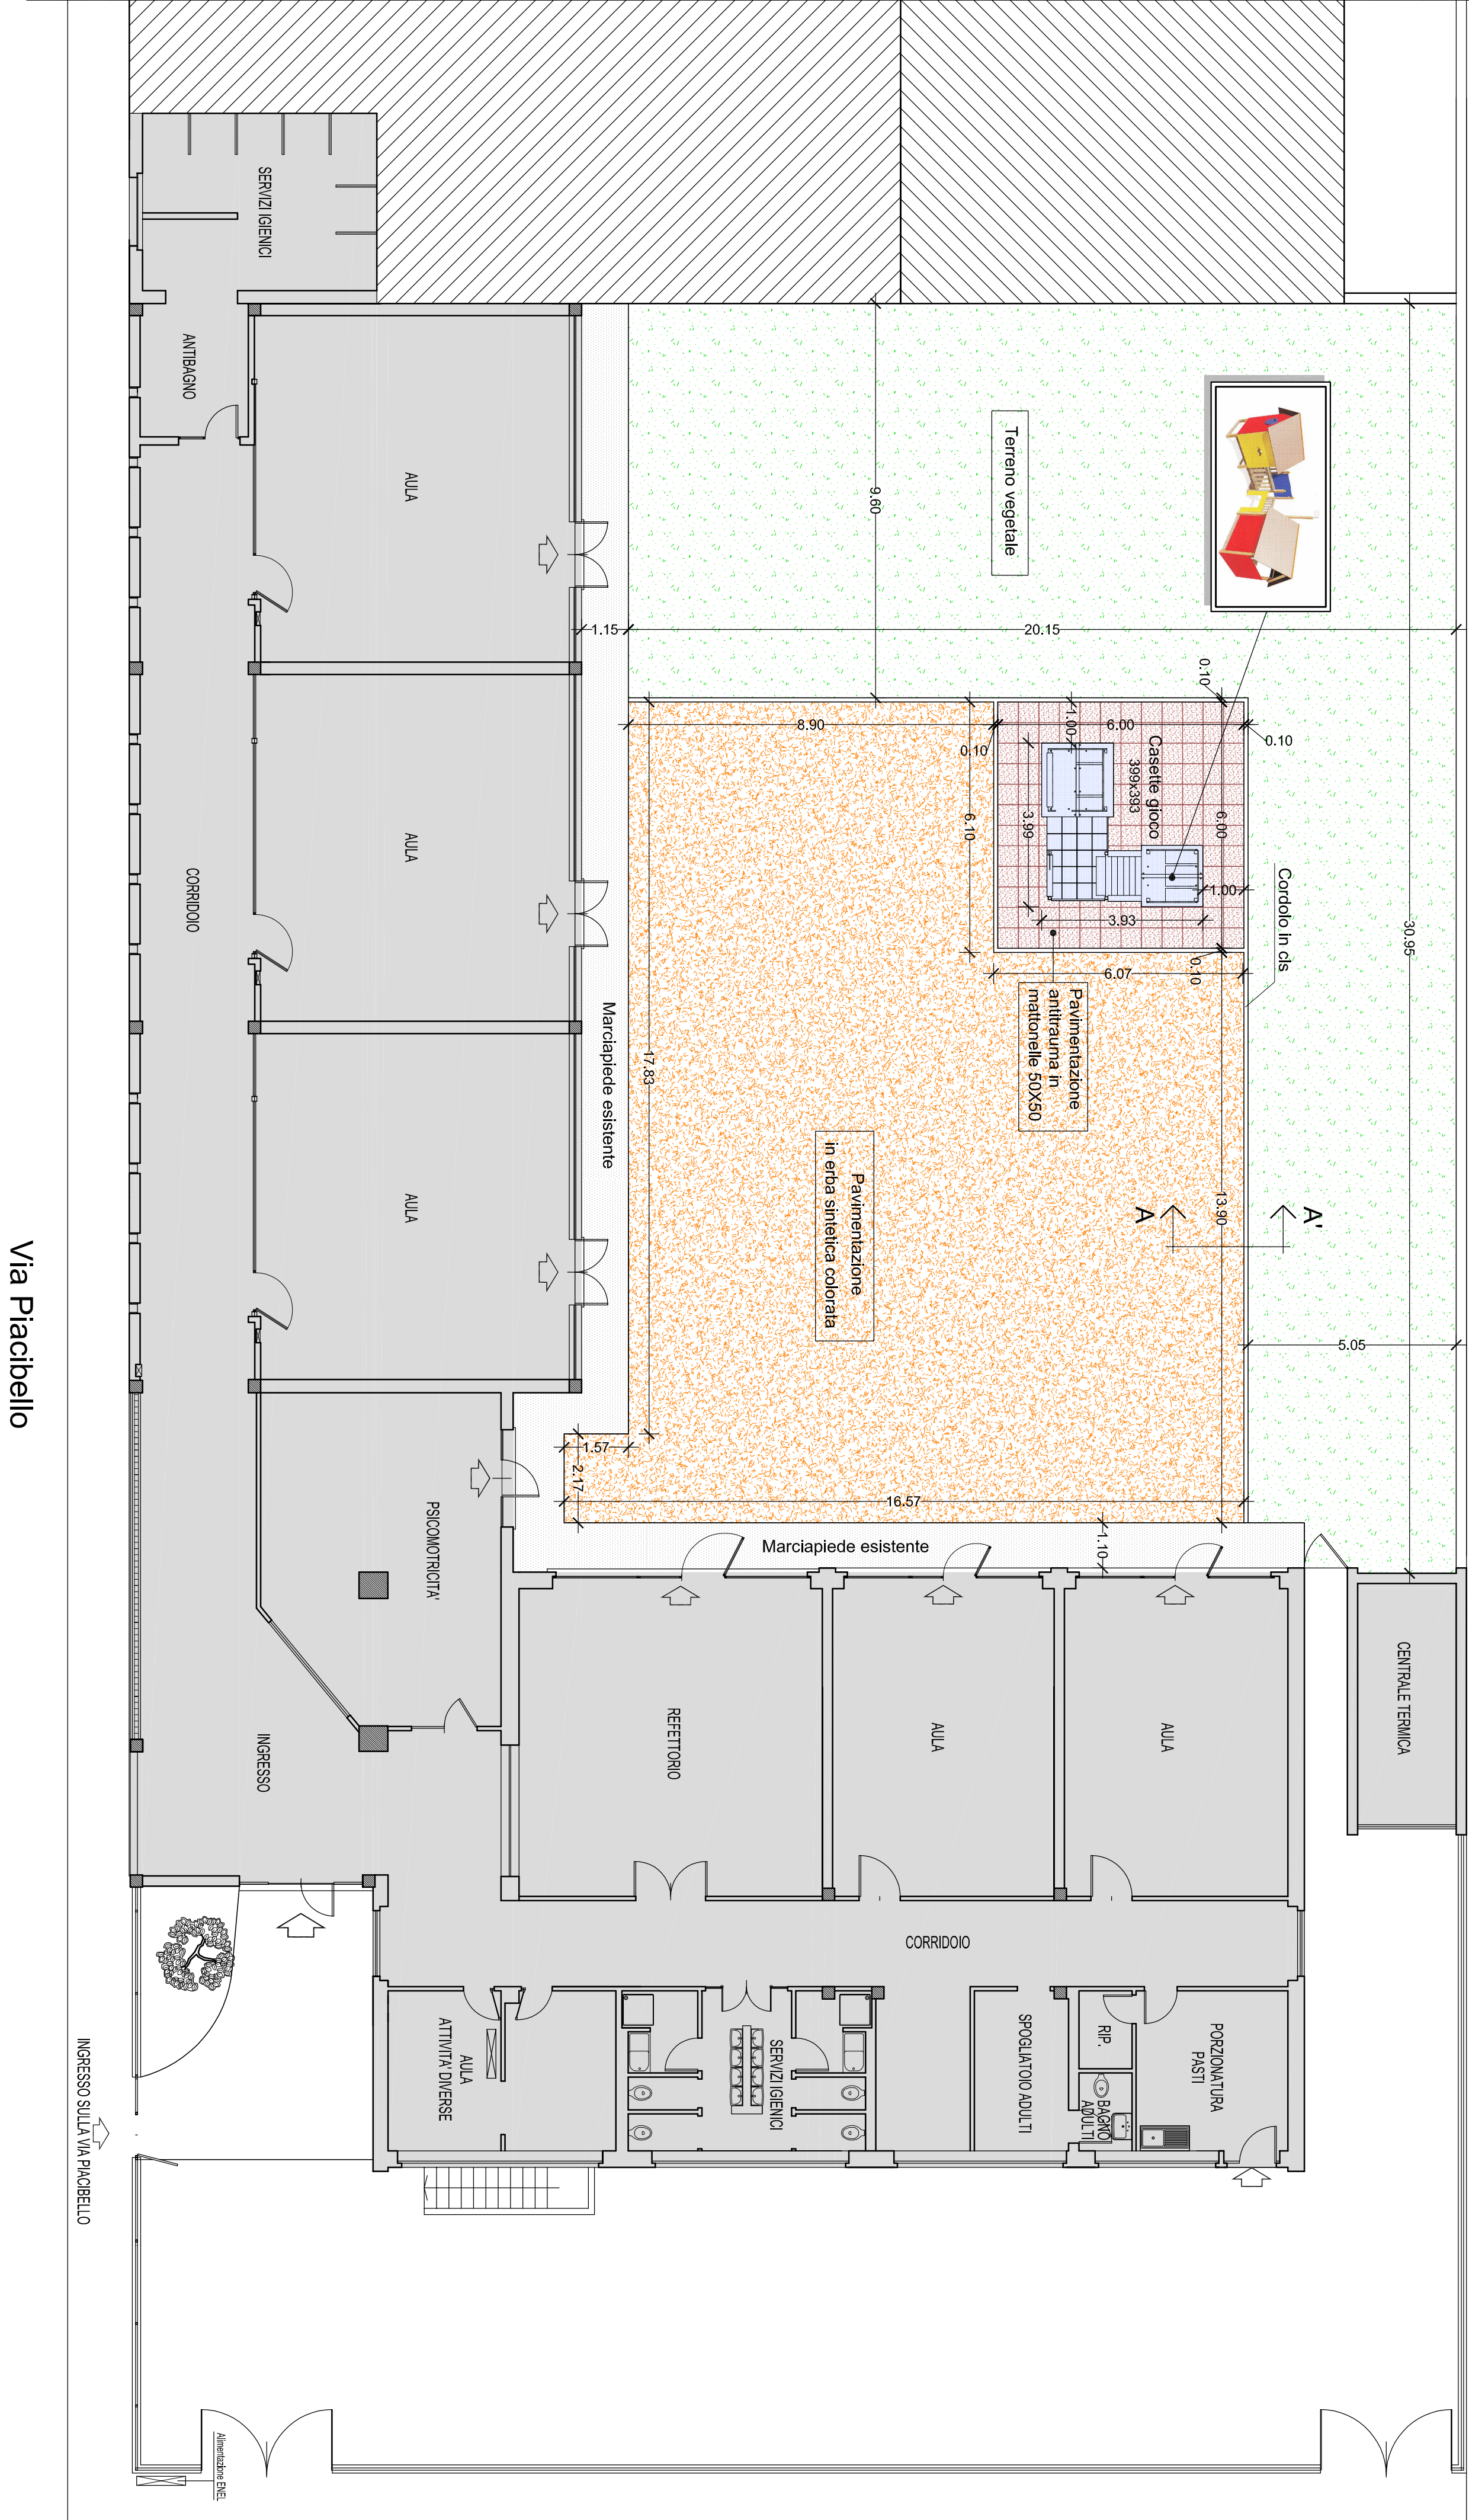 SERVIZI IGIENICI
ANTIBAGNO
AULA
AULA
AULA
CORRIDOIO
Terreno vegetale
9.60
30.95
1.15
20.15
0.10
8.90
0.10
1.00
6.00
0.10
Casette gioco
399x393
3.99
6.10
6.00
1.00
3.93
0.10
6.07
Cordolo in cls
Pavimentazione
antitrauma in
mattonelle 50X50
Marciapiede esistente
17.83
Pavimentazione
in erba sintetica colorata
13.90
A
A'
5.05
1.57
2.17
16.57
1.10
Marciapiede esistente
PSICOMOTRICITA'
INGRESSO
REFETTORIO
AULA
AULA
CENTRALE TERMICA
CORRIDOIO
AULA
ATTIVITA' DIVERSE
SERVIZI IGIENICI
SPOGLIATOIO ADULTI
RIP.
BAGNO
ADULTI
PORZIONATURA
PASTI
INGRESSO SULLA VIA PIACIBELLO
Alimentazione ENEL
Via Piacibello